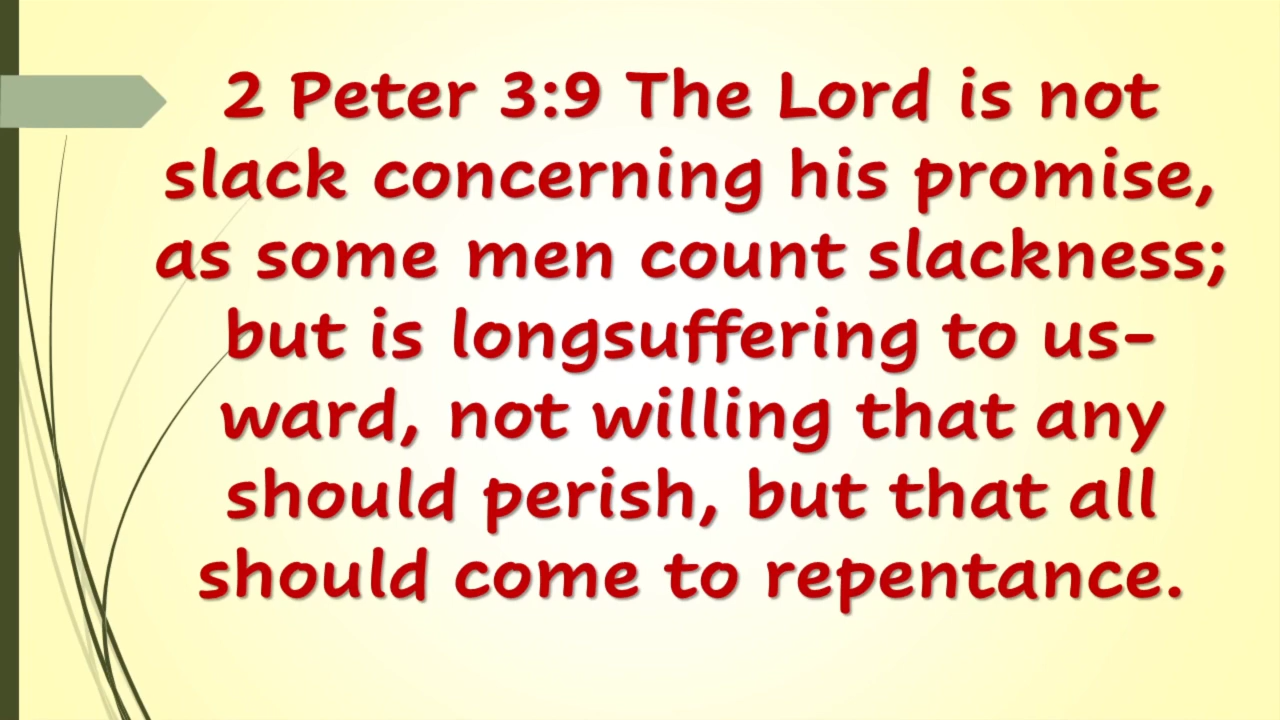 2 Peter 3:9 The Lord is not
slack concerning his promise,
as some men count slackness;
but is longsuffering to us-
ward, not willing that any
should perish, but that all
should come to repentance.